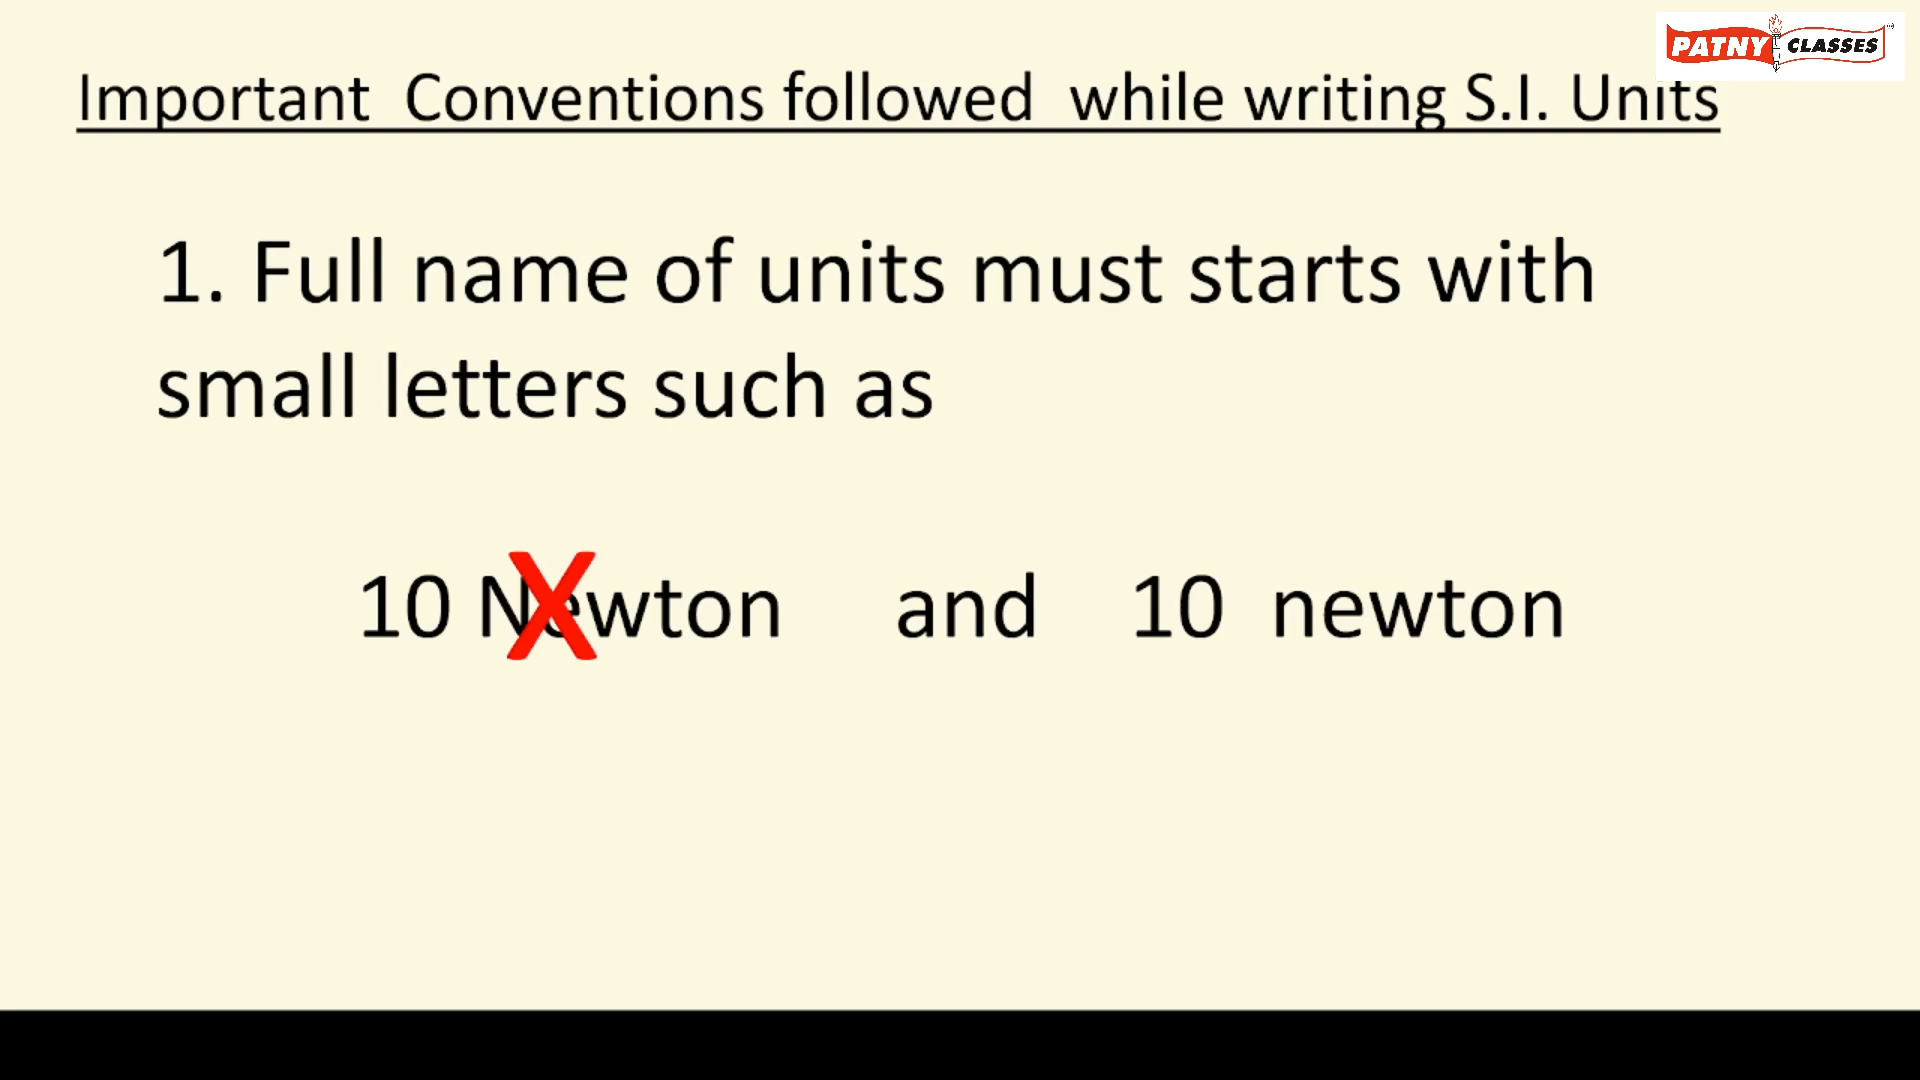 PATNY CLASSES
Important Conventions followed while writing S.I. Units
1. Full name of units must starts with
small letters such as
10 Newton and 10 newton
X